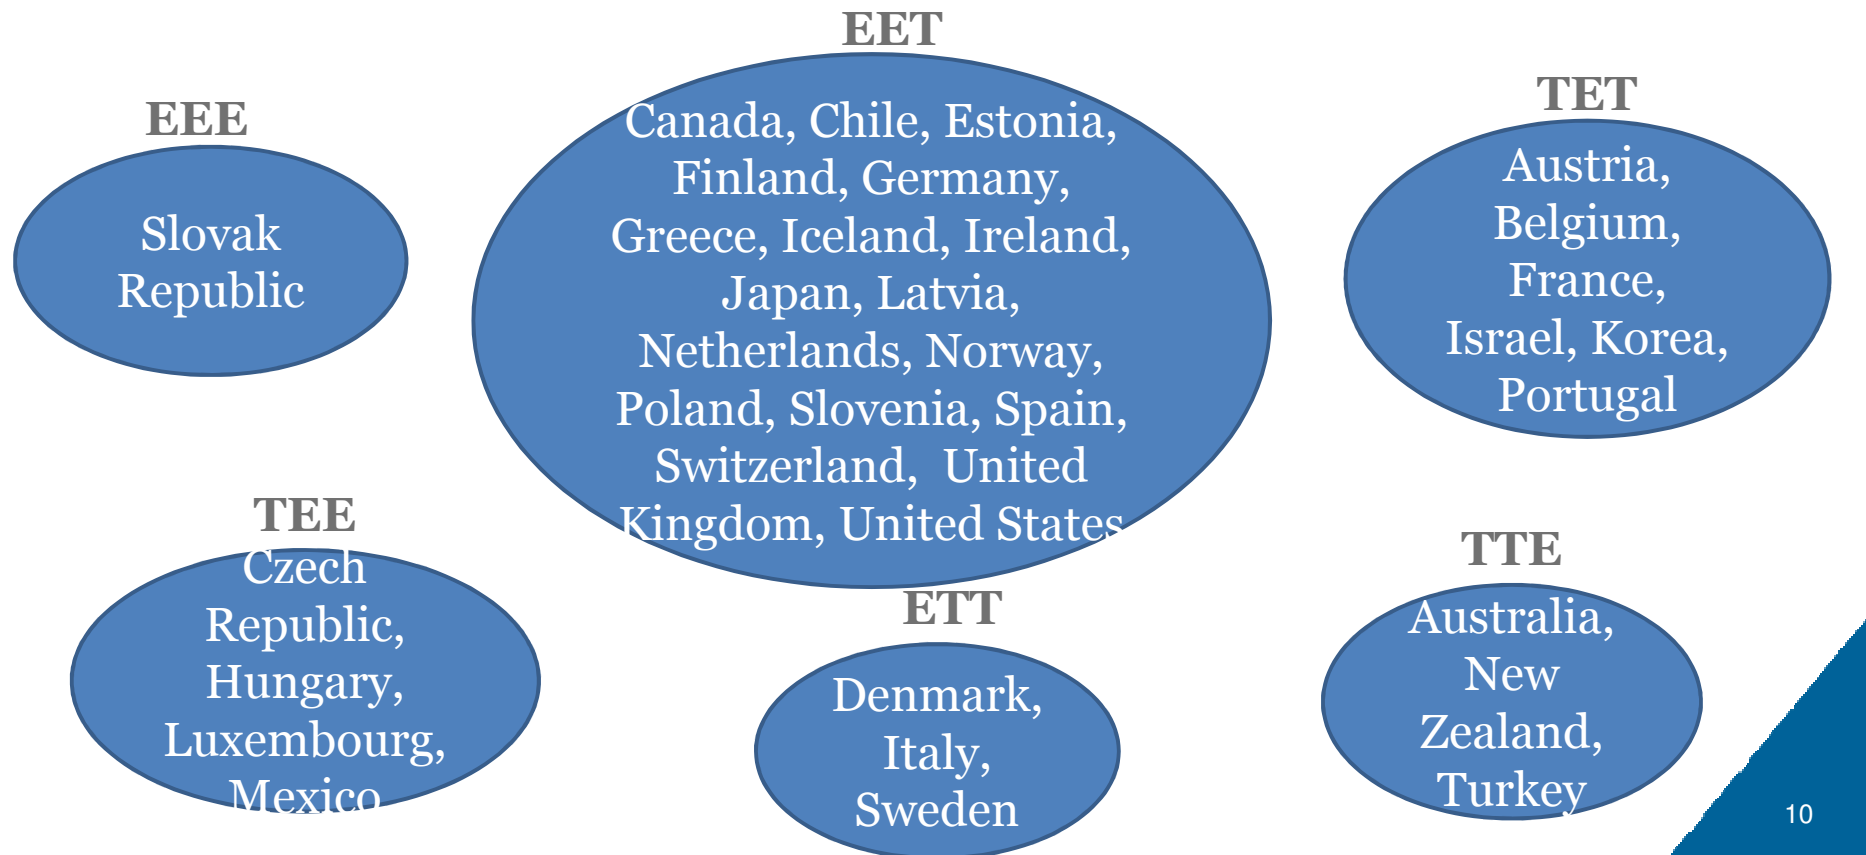 EET
Canada, Chile, Estonia,
Finland, Germany,
Greece, Iceland, Ireland,
Japan, Latvia,
Netherlands, Norway,
Poland, Slovenia, Spain,
Switzerland,  United
Kingdom, United States
EEE
Slovak
Republic
TET
Austria,
Belgium,
France,
Israel, Korea,
Portugal
TEE
Czech
Republic,
Hungary,
Luxembourg,
Mexico
ETT
Denmark,
Italy,
Sweden
TTE
Australia,
New
Zealand,
Turkey
10